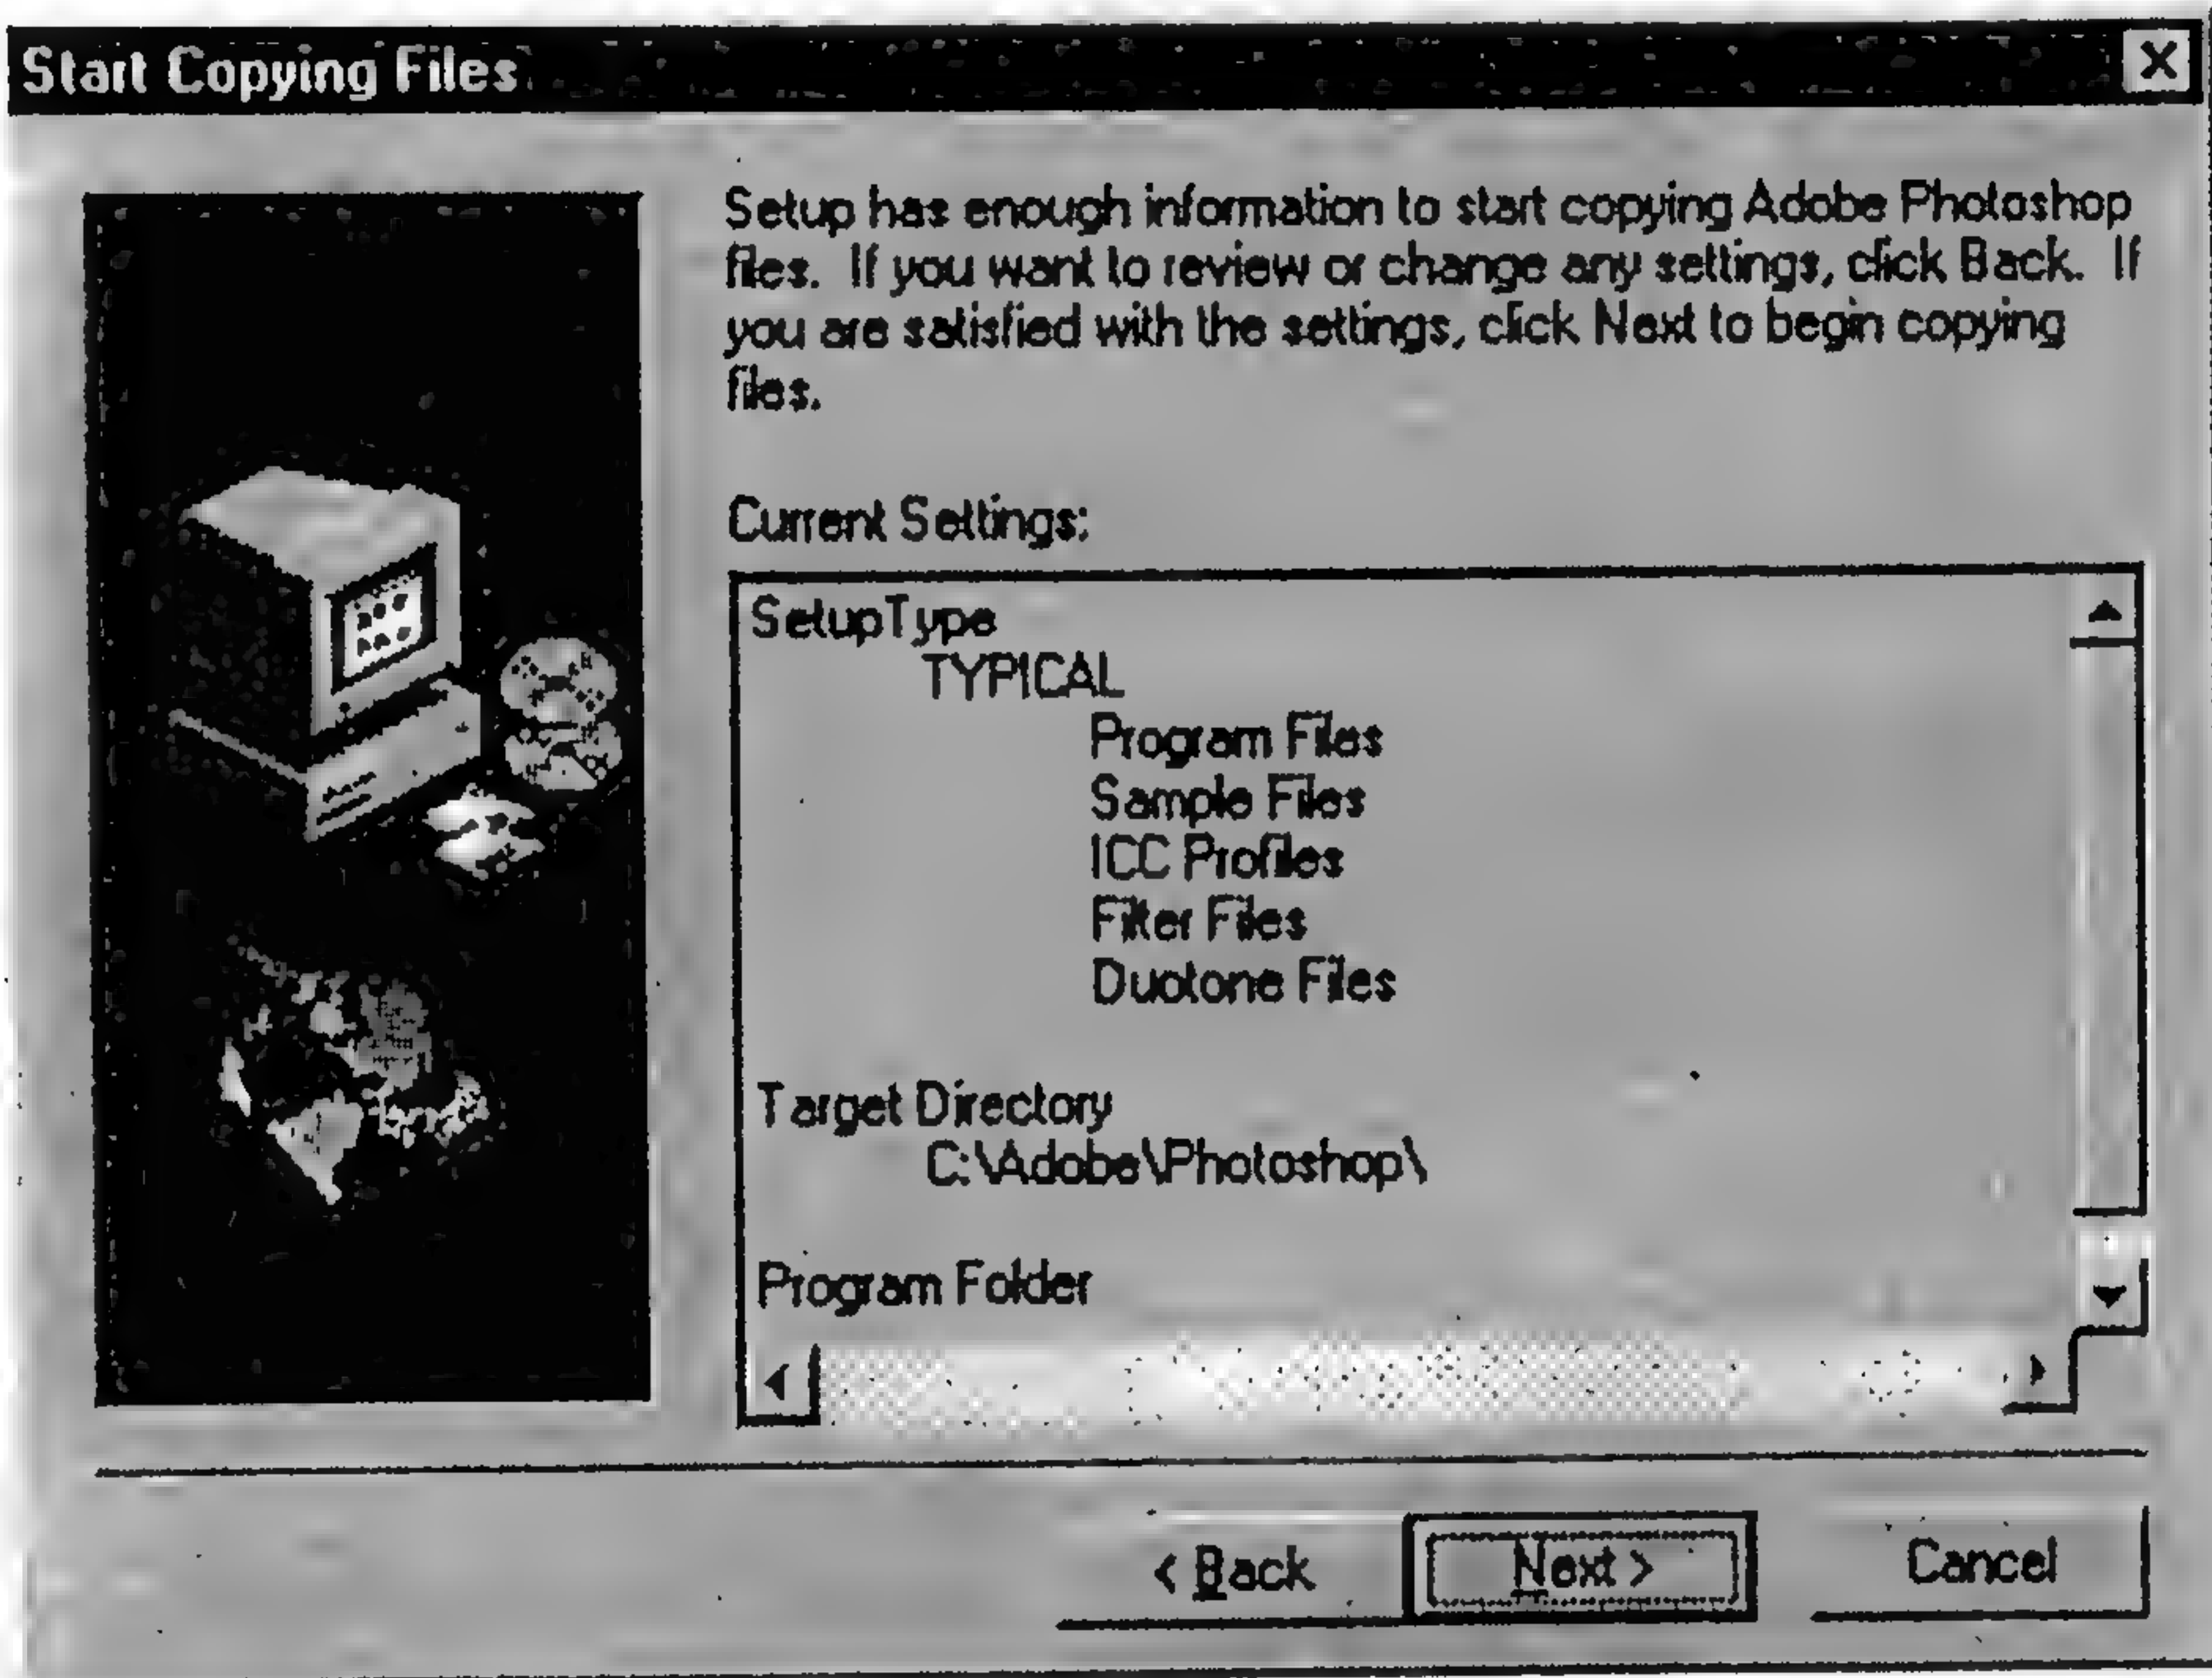 Start Copying Files
Setup has enough information to start copying Adobe Photoshop
files.  If you want to review or change any settings, click Back.  If
you are satisfied with the settings, click Next to begin copying
files.
Current Settings:
SetupType
TYPICAL
Program Files
Sample Files
ICC Profiles
Filter Files
Duotone Files
Target Directory
C:\Adobe\Photoshop\
Program Folder
< Back
Next >
Cancel